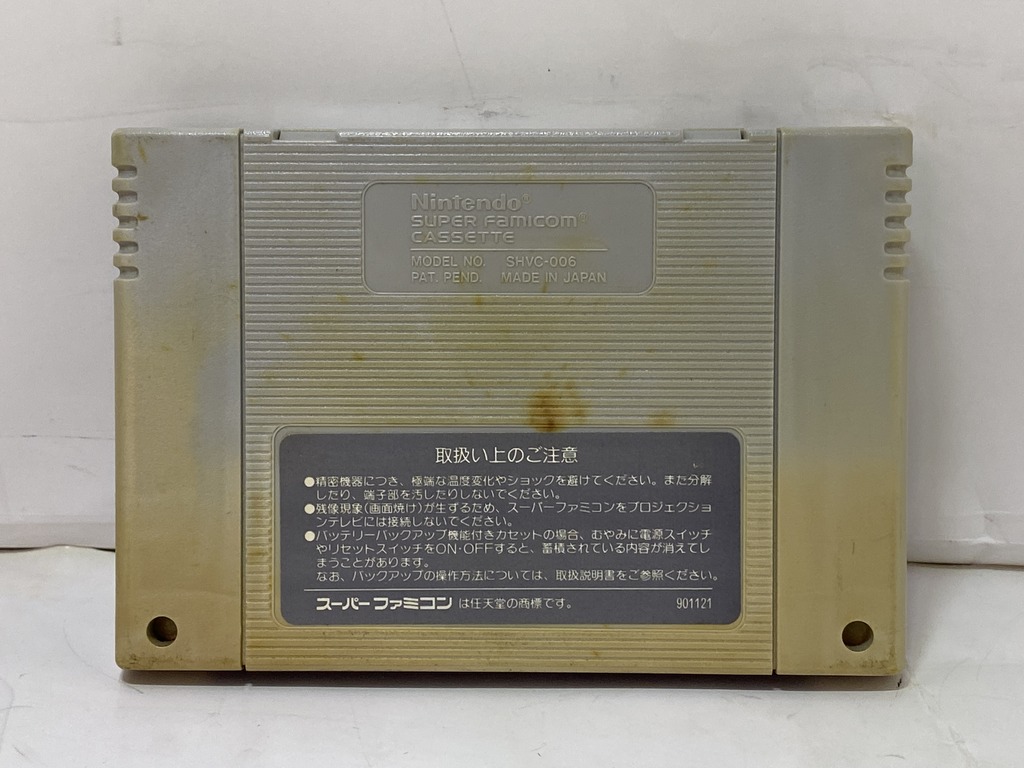 Nintendo®
SUPER FAMICOM®
CASSETTE
MODEL NO. SHVC-006
PAT. PEND. MADE IN JAPAN
取扱い上のご注意
●精密機器につき、極端な温度変化やショックを避けてください。また分解
したり、端子部を汚したりしないでください。
●残像現象(画面焼け)が生ずるため、スーパーファミコンをプロジェクショ
ンテレビには接続しないでください。
●バッテリーバックアップ機能付きカセットの場合、むやみに電源スイッチ
やリセットスイッチをON・OFFすると、蓄積されている内容が消えてし
まうことがあります。
なお、バックアップの操作方法については、取扱説明書をご参照ください。
スーパーファミコン は任天堂の商標です。 901121